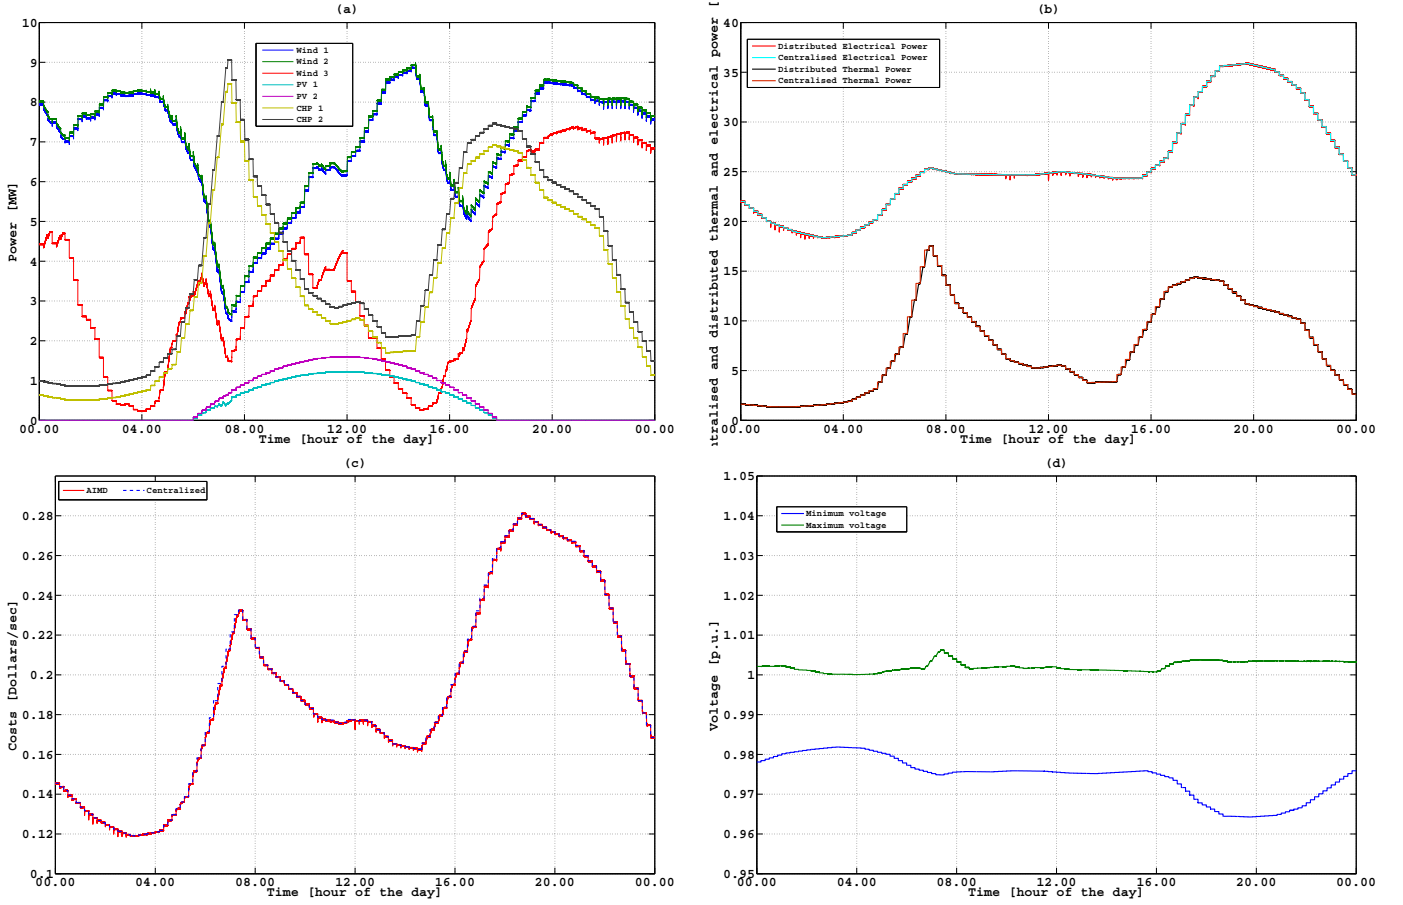 (a)
10
9
8
7
6
5
4
3
2
1
0
Power [MW]
Wind 1
Wind 2
Wind 3
PV 1
PV 2
CHP 1
CHP 2
00.00 04.00 08.00 12.00 16.00 20.00 00.00
Time [hour of the day]
(b)
40
35
30
25
20
15
10
5
0
ntralised and distributed thermal and electrical power [
Distributed Electrical Power
Centralised Electrical Power
Distributed Thermal Power
Centralised Thermal Power
00.00 04.00 08.00 12.00 16.00 20.00 00.00
Time [hour of the day]
(c)
AIMD Centralized
0.28
0.26
0.24
0.22
0.2
0.18
0.16
0.14
0.12
0.1
Costs [Dollars/sec]
00.00 04.00 08.00 12.00 16.00 20.00 00.00
Time [hour of the day]
(d)
1.05
1.04
1.03
1.02
1.01
1
0.99
0.98
0.97
0.96
0.95
Voltage [p.u.]
Minimum voltage
Maximum voltage
00.00 04.00 08.00 12.00 16.00 20.00 00.00
Time [hour of the day]